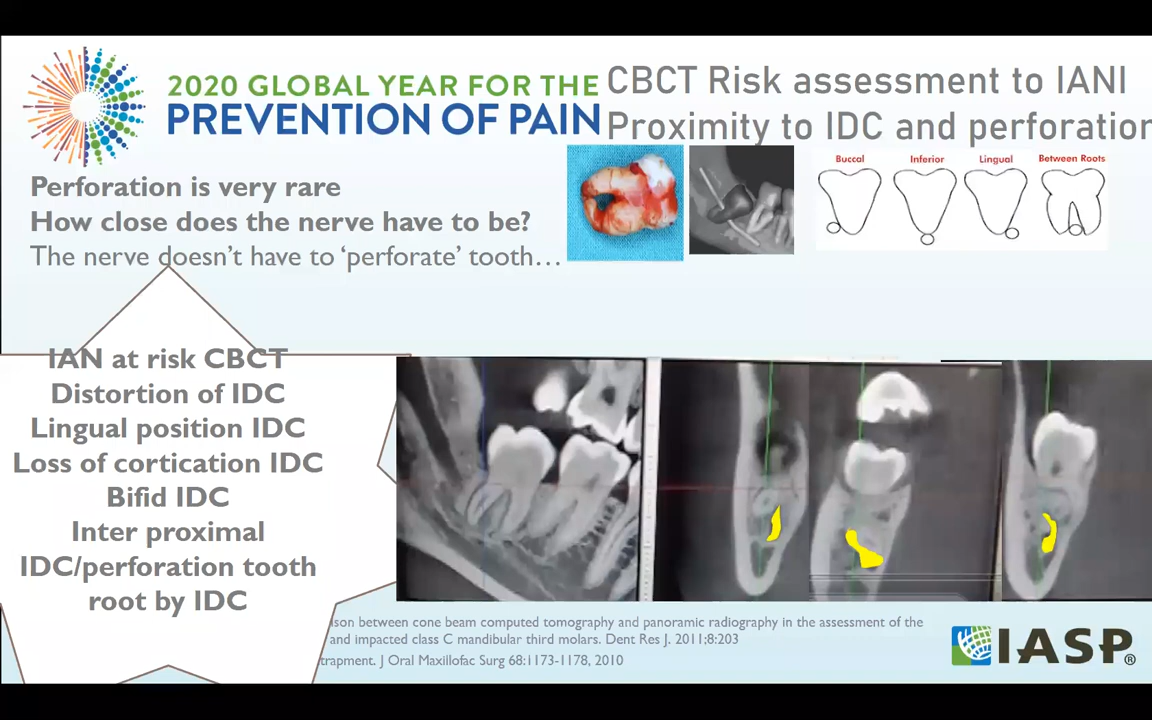 2020 GLOBAL YEAR FOR THE
PREVENTION OF PAIN
CBCT Risk assessment to IANI
Proximity to IDC and perforation
Perforation is very rare
How close does the nerve have to be?
The nerve doesn't have to 'perforate' tooth…
Buccal
Inferior
Lingual
Between Roots
IAN at risk CBCT
Distortion of IDC
Lingual position IDC
Loss of cortication IDC
Bifid IDC
Inter proximal
IDC/perforation tooth
root by IDC
between cone beam computed tomography and panoramic radiography in the assessment of the
and impacted class C mandibular third molars. Dent Res J. 2011;8:203
J Oral Maxillofac Surg 68:1173-1178, 2010
IASP®